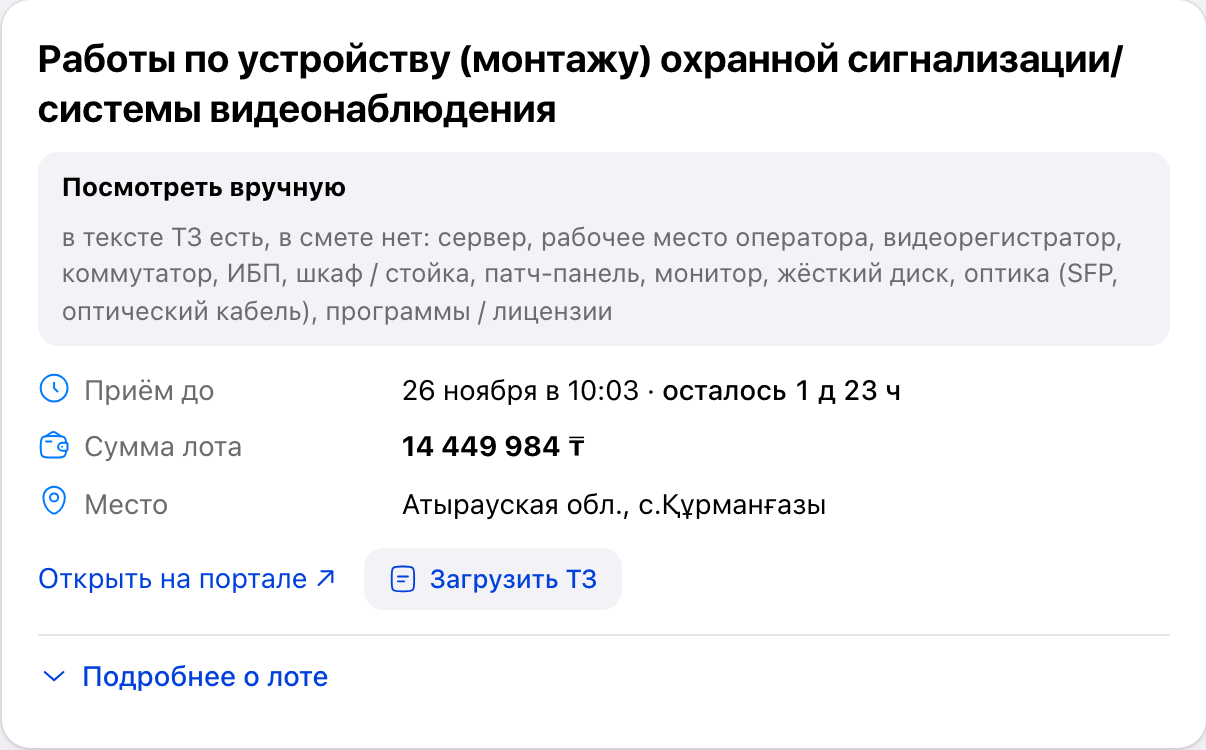 Работы по устройству (монтажу) охранной сигнализации/
системы видеонаблюдения
Посмотреть вручную
в тексте ТЗ есть, в смете нет: сервер, рабочее место оператора, видеорегистратор,
коммутатор, ИБП, шкаф / стойка, патч-панель, монитор, жёсткий диск, оптика (SFP,
оптический кабель), программы / лицензии
Приём до 26 ноября в 10:03 · осталось 1 д 23 ч
Сумма лота 14 449 984 ₸
Место Атырауская обл., с.Құрманғазы
Открыть на портале ↗ Загрузить ТЗ
Подробнее о лоте